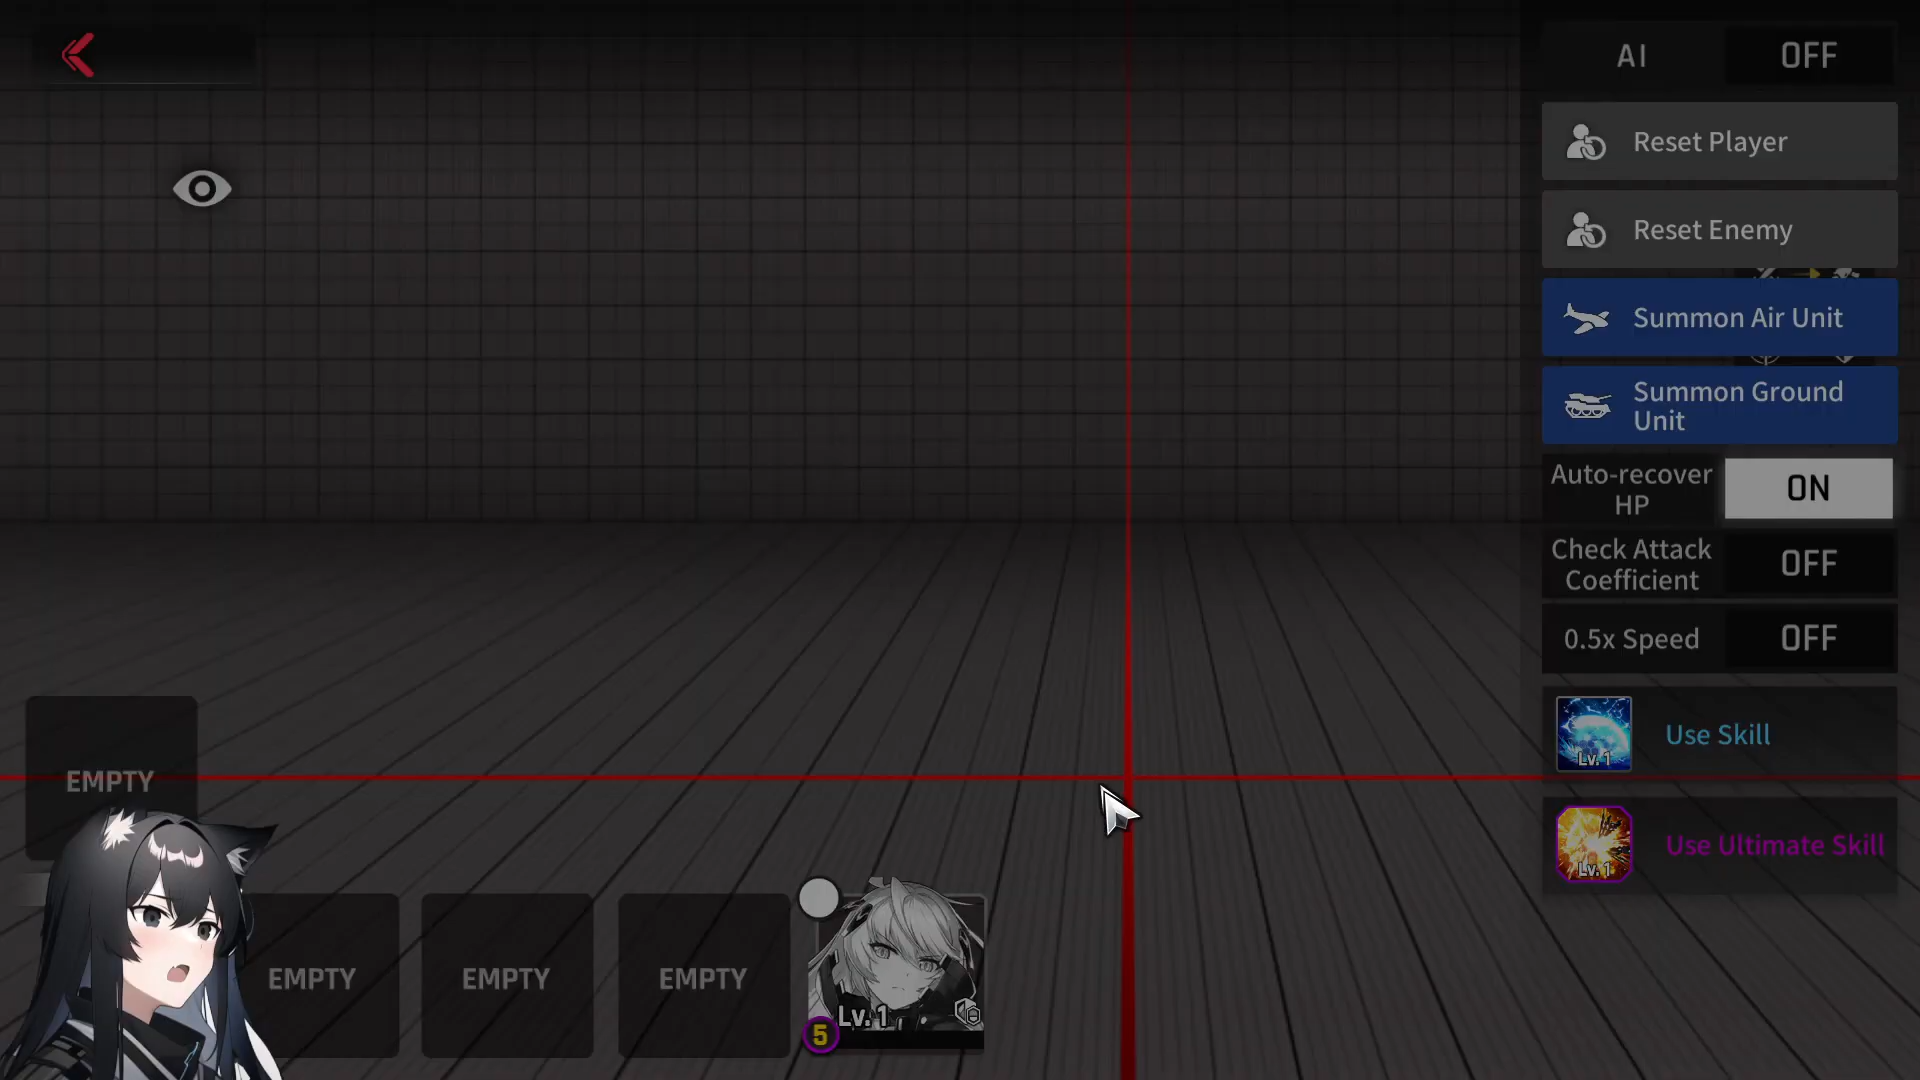 AI OFF
Reset Player
Reset Enemy
Summon Air Unit
Summon Ground
Unit
Auto-recover
HP
ON
Check Attack
Coefficient
OFF
0.5x Speed OFF
Lv. 1
Use Skill
Lv. 1
Use Ultimate Skill
EMPTY
EMPTY
EMPTY
EMPTY
Lv. 1
5